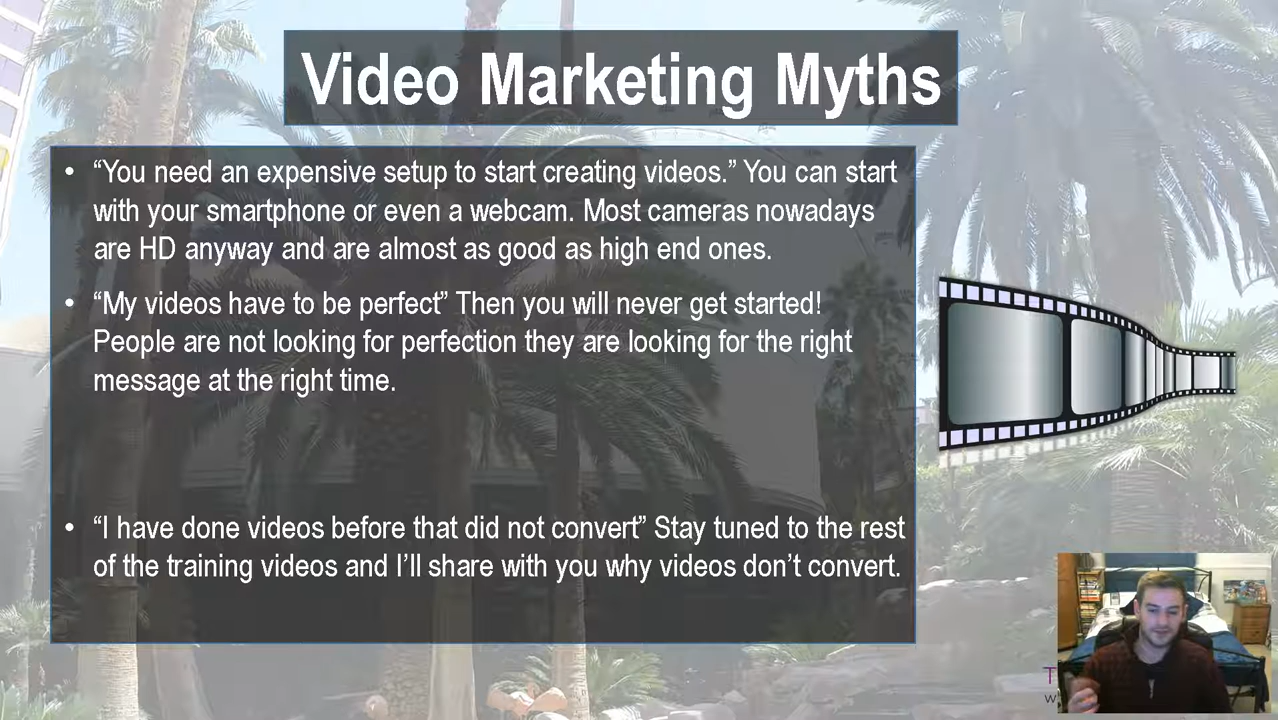 Video Marketing Myths
• “You need an expensive setup to start creating videos.” You can start
with your smartphone or even a webcam. Most cameras nowadays
are HD anyway and are almost as good as high end ones.
• “My videos have to be perfect” Then you will never get started!
People are not looking for perfection they are looking for the right
message at the right time.
• “I have done videos before that did not convert” Stay tuned to the rest
of the training videos and I’ll share with you why videos don’t convert.